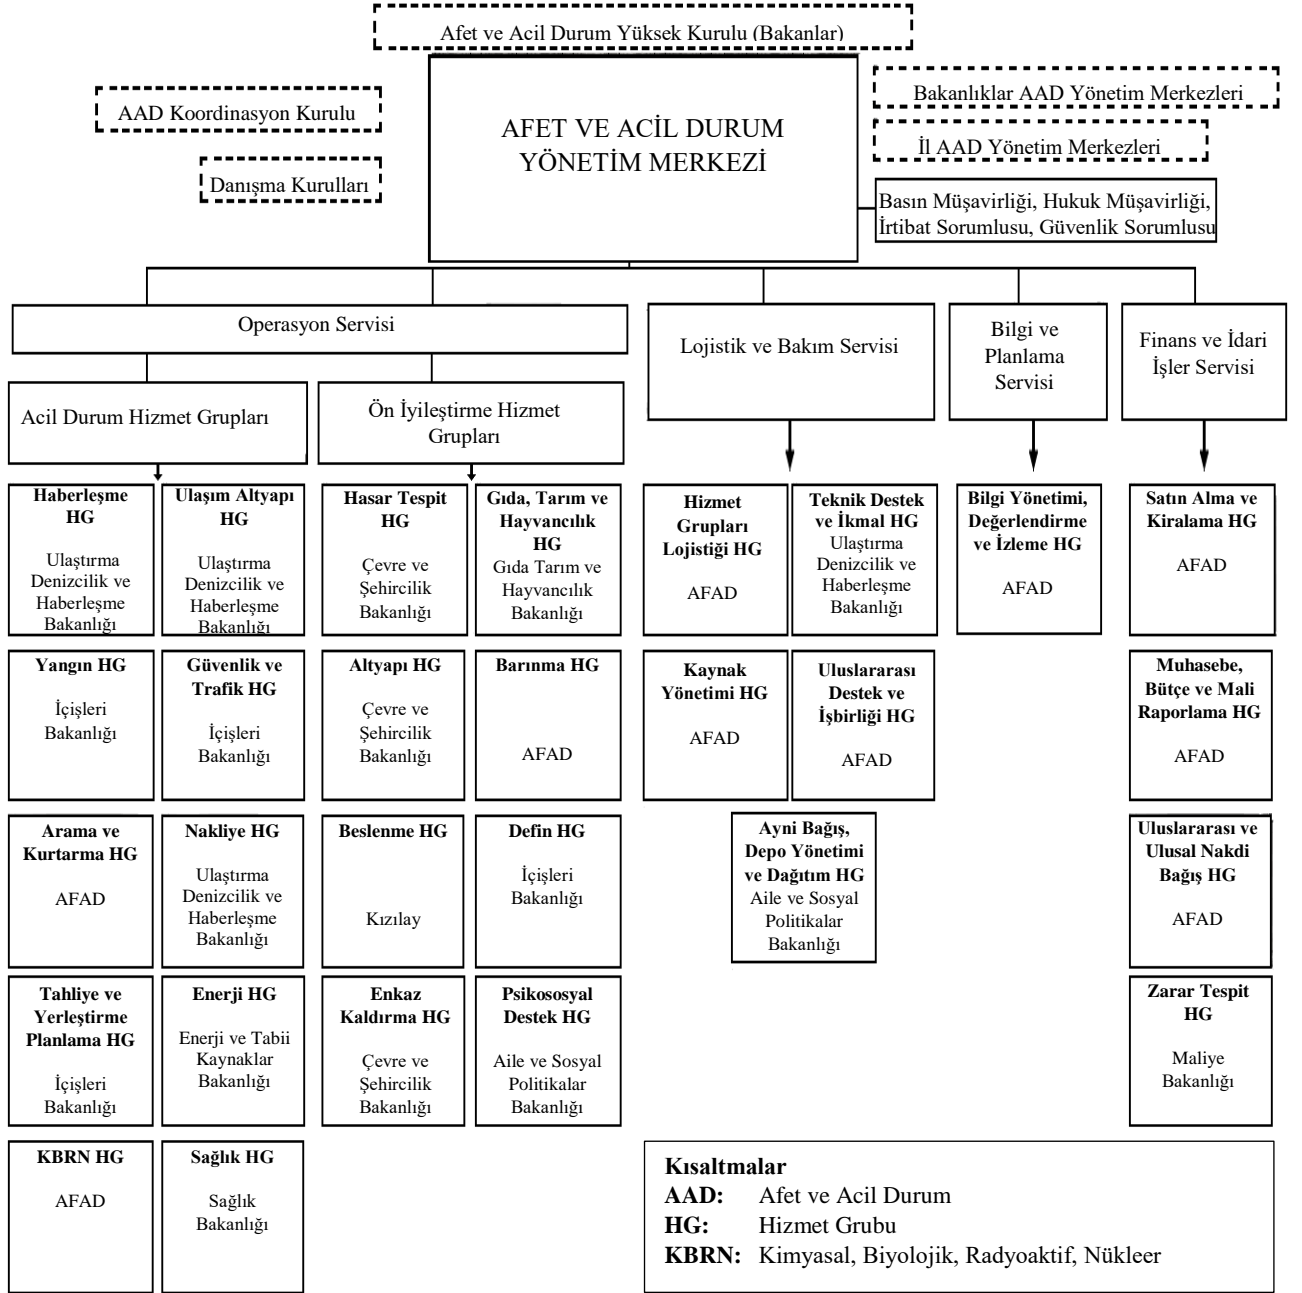 Afet ve Acil Durum Yüksek Kurulu (Bakanlar)
AAD Koordinasyon Kurulu
Danışma Kurulları
AFET VE ACİL DURUM
YÖNETİM MERKEZİ
Bakanlıklar AAD Yönetim Merkezleri
İl AAD Yönetim Merkezleri
Basın Müşavirliği, Hukuk Müşavirliği,
İrtibat Sorumlusu, Güvenlik Sorumlusu
Operasyon Servisi
Lojistik ve Bakım Servisi
Bilgi ve
Planlama
Servisi
Finans ve İdari
İşler Servisi
Acil Durum Hizmet Grupları
Ön İyileştirme Hizmet
Grupları
Haberleşme
HG
Ulaştırma
Denizcilik ve
Haberleşme
Bakanlığı
Ulaşım Altyapı
HG
Ulaştırma
Denizcilik ve
Haberleşme
Bakanlığı
Hasar Tespit
HG
Çevre ve
Şehircilik
Bakanlığı
Gıda, Tarım ve
Hayvancılık
HG
Gıda Tarım ve
Hayvancılık
Bakanlığı
Hizmet
Grupları
Lojistiği HG
AFAD
Teknik Destek
ve İkmal HG
Ulaştırma
Denizcilik ve
Haberleşme
Bakanlığı
Bilgi Yönetimi,
Değerlendirme
ve İzleme HG
AFAD
Satın Alma ve
Kiralama HG
AFAD
Yangın HG
İçişleri
Bakanlığı
Güvenlik ve
Trafik HG
İçişleri
Bakanlığı
Altyapı HG
Çevre ve
Şehircilik
Bakanlığı
Barınma HG
AFAD
Kaynak
Yönetimi HG
AFAD
Uluslararası
Destek ve
İşbirliği HG
AFAD
Muhasebe,
Bütçe ve Mali
Raporlama HG
AFAD
Arama ve
Kurtarma HG
AFAD
Nakliye HG
Ulaştırma
Denizcilik ve
Haberleşme
Bakanlığı
Beslenme HG
Kızılay
Defin HG
İçişleri
Bakanlığı
Ayni Bağış,
Depo Yönetimi
ve Dağıtım HG
Aile ve Sosyal
Politikalar
Bakanlığı
Uluslararası ve
Ulusal Nakdi
Bağış HG
AFAD
Tahliye ve
Yerleştirme
Planlama HG
İçişleri
Bakanlığı
Enerji HG
Enerji ve Tabii
Kaynaklar
Bakanlığı
Enkaz
Kaldırma HG
Çevre ve
Şehircilik
Bakanlığı
Psikososyal
Destek HG
Aile ve Sosyal
Politikalar
Bakanlığı
Zarar Tespit
HG
Maliye
Bakanlığı
KBRN HG
AFAD
Sağlık HG
Sağlık
Bakanlığı
Kısaltmalar
AAD: Afet ve Acil Durum
HG: Hizmet Grubu
KBRN: Kimyasal, Biyolojik, Radyoaktif, Nükleer